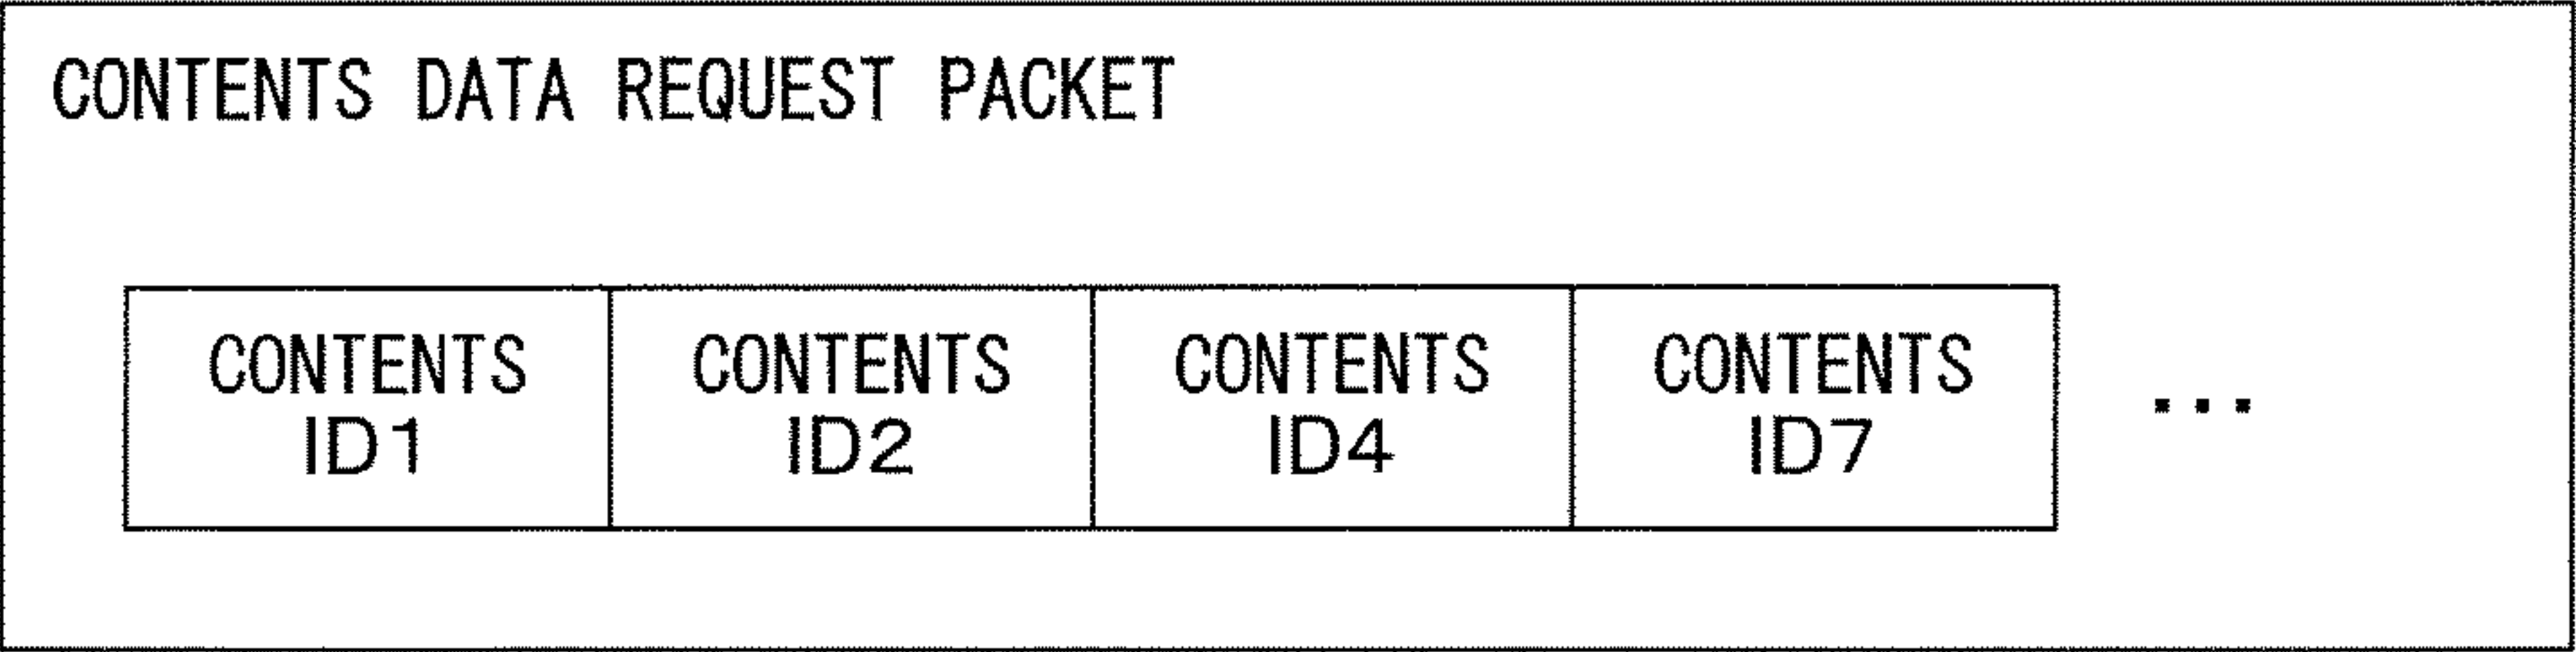 CONTENTS DATA REQUEST PACKET
CONTENTS
ID1
CONTENTS
ID2
CONTENTS
ID4
CONTENTS
ID7
...